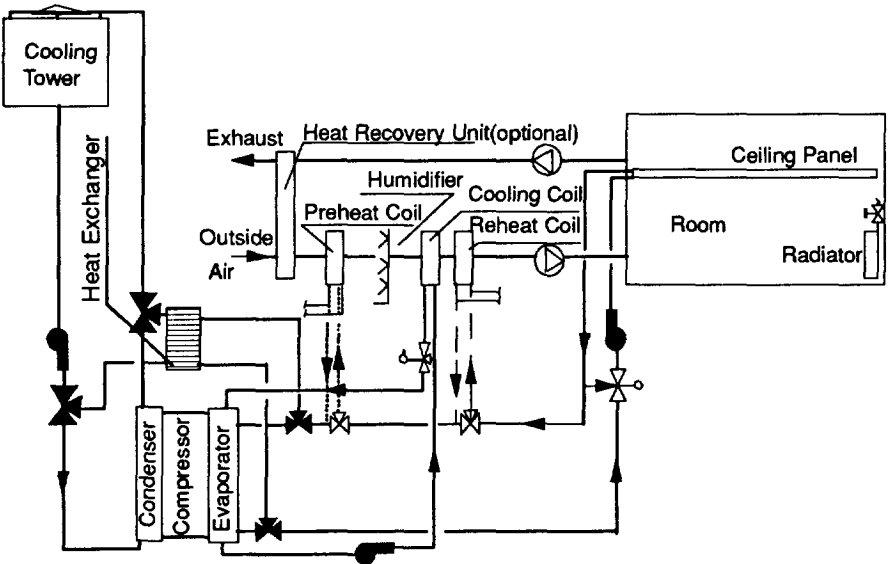 Cooling
Tower
Heat Exchanger
Exhaust
Heat Recovery Unit(optional)
Humidifier
Preheat Coil
Cooling Coil
Reheat Coil
Outside
Air
Ceiling Panel
Room
Radiator
Condenser
Compressor
Evaporator